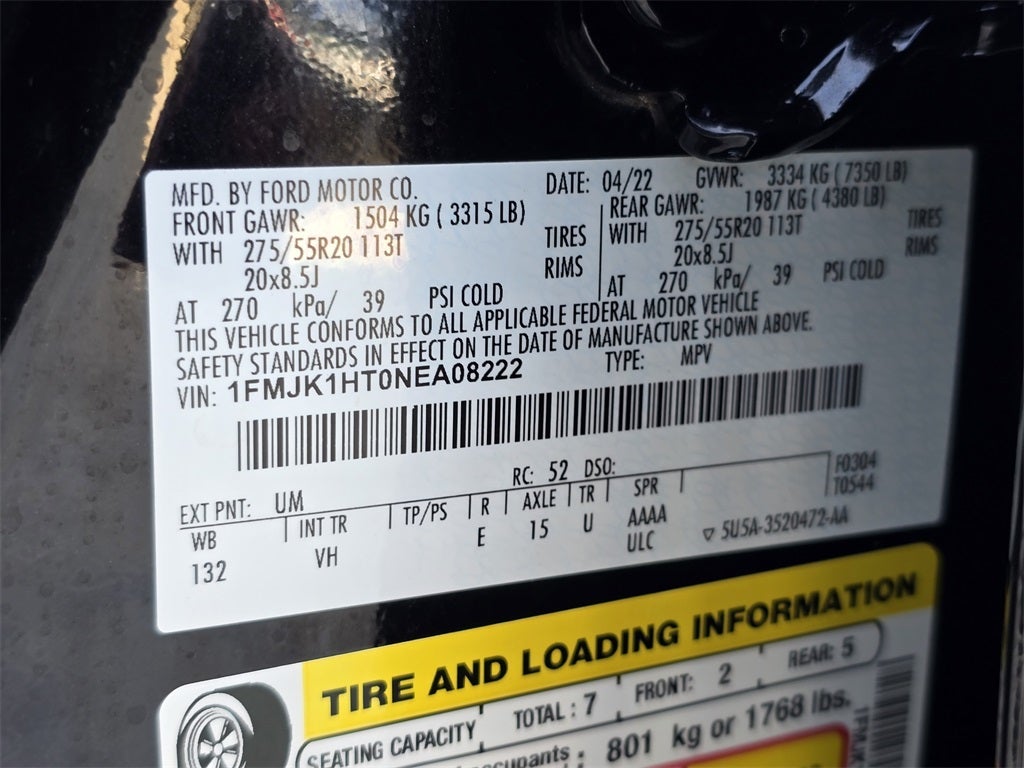 MFD. BY FORD MOTOR CO. DATE: 04/22 GVWR: 3334 KG ( 7350 LB)
FRONT GAWR: 1504 KG ( 3315 LB) REAR GAWR: 1987 KG ( 4380 LB)
WITH 275/55R20 113T TIRES WITH 275/55R20 113T TIRES
20x8.5J RIMS 20x8.5J RIMS
AT 270 kPa/ 39 PSI COLD AT 270 kPa/ 39 PSI COLD
THIS VEHICLE CONFORMS TO ALL APPLICABLE FEDERAL MOTOR VEHICLE
SAFETY STANDARDS IN EFFECT ON THE DATE OF MANUFACTURE SHOWN ABOVE.
VIN: 1FMJK1HT0NEA08222 TYPE: MPV
RC: 52 DSO:
EXT PNT: UM F0304
WB INT TR TP/PS R AXLE TR SPR T0544
132 VH E 15 U AAAA
ULC ▽ 5U5A-3520472-AA
TIRE AND LOADING INFORMATION
SEATING CAPACITY TOTAL : 7 FRONT: 2 REAR: 5
801 kg or 1768 lbs.